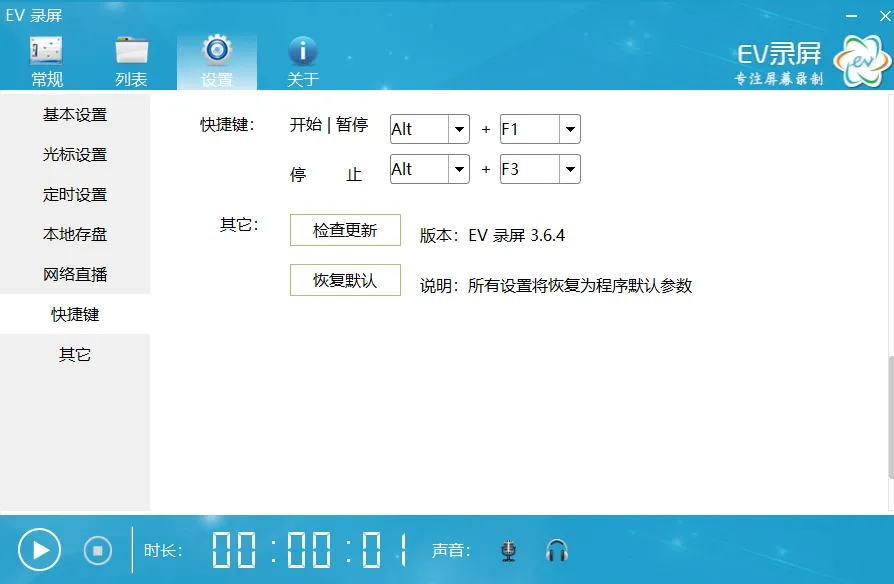 EV 录屏
常规 列表 设置 关于
EV录屏
专注屏幕录制
基本设置
光标设置
定时设置
本地存盘
网络直播
快捷键
其它
快捷键： 开始 | 暂停 Alt + F1
停 止 Alt + F3
其它： 检查更新 版本：EV 录屏 3.6.4
恢复默认 说明：所有设置将恢复为程序默认参数
时长： 00:00:01 声音：